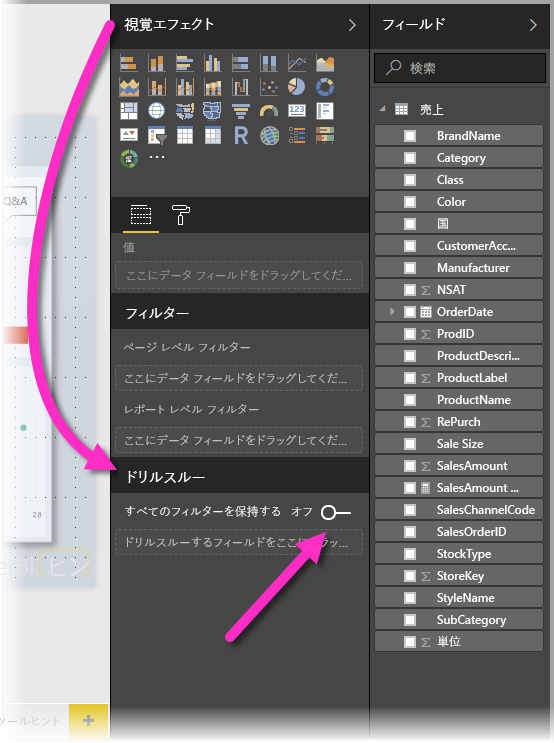 視覚エフェクト
フィールド
検索
売上
BrandName
Category
Class
Color
国
CustomerAcc...
Manufacturer
NSAT
OrderDate
ProdID
ProductDescri...
ProductLabel
ProductName
RePurch
Sale Size
SalesAmount
SalesAmount ...
SalesChannelCode
SalesOrderID
StockType
StoreKey
StyleName
SubCategory
単位
123
R
値
ここにデータ フィールドをドラッグしてくだ...
フィルター
ページ レベル フィルター
ここにデータ フィールドをドラッグしてくだ...
レポート レベル フィルター
ここにデータ フィールドをドラッグしてくだ...
ドリルスルー
すべてのフィルターを保持する オフ
ドリルスルーするフィールドをここに
Q&A
2.8
ヒン
ツールヒント